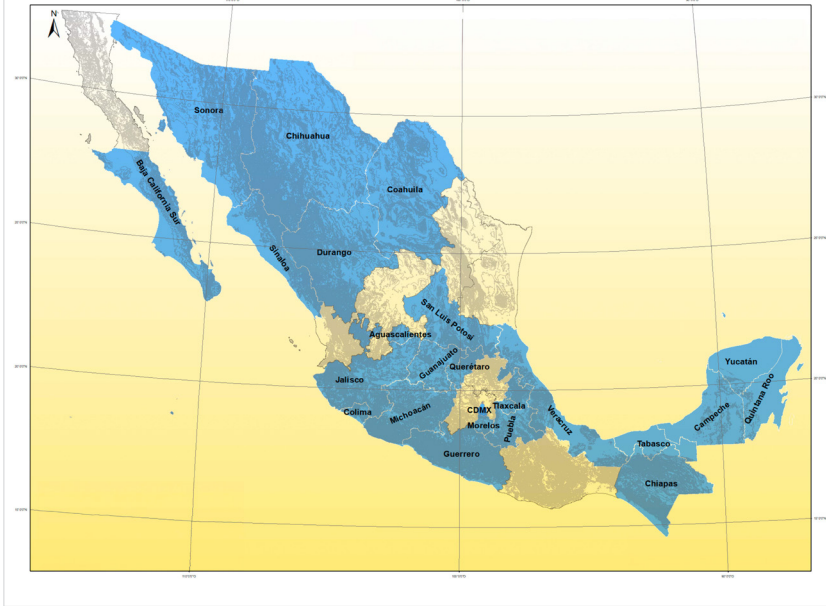 N
Sonora
Chihuahua
Coahuila
Baja California Sur
Sinaloa
Durango
San Luis Potosí
Aguascalientes
Guanajuato
Querétaro
Jalisco
Colima
Michoacán
CDMX
Tlaxcala
Morelos
Puebla
Veracruz
Guerrero
Yucatán
Campeche
Quintana Roo
Tabasco
Chiapas